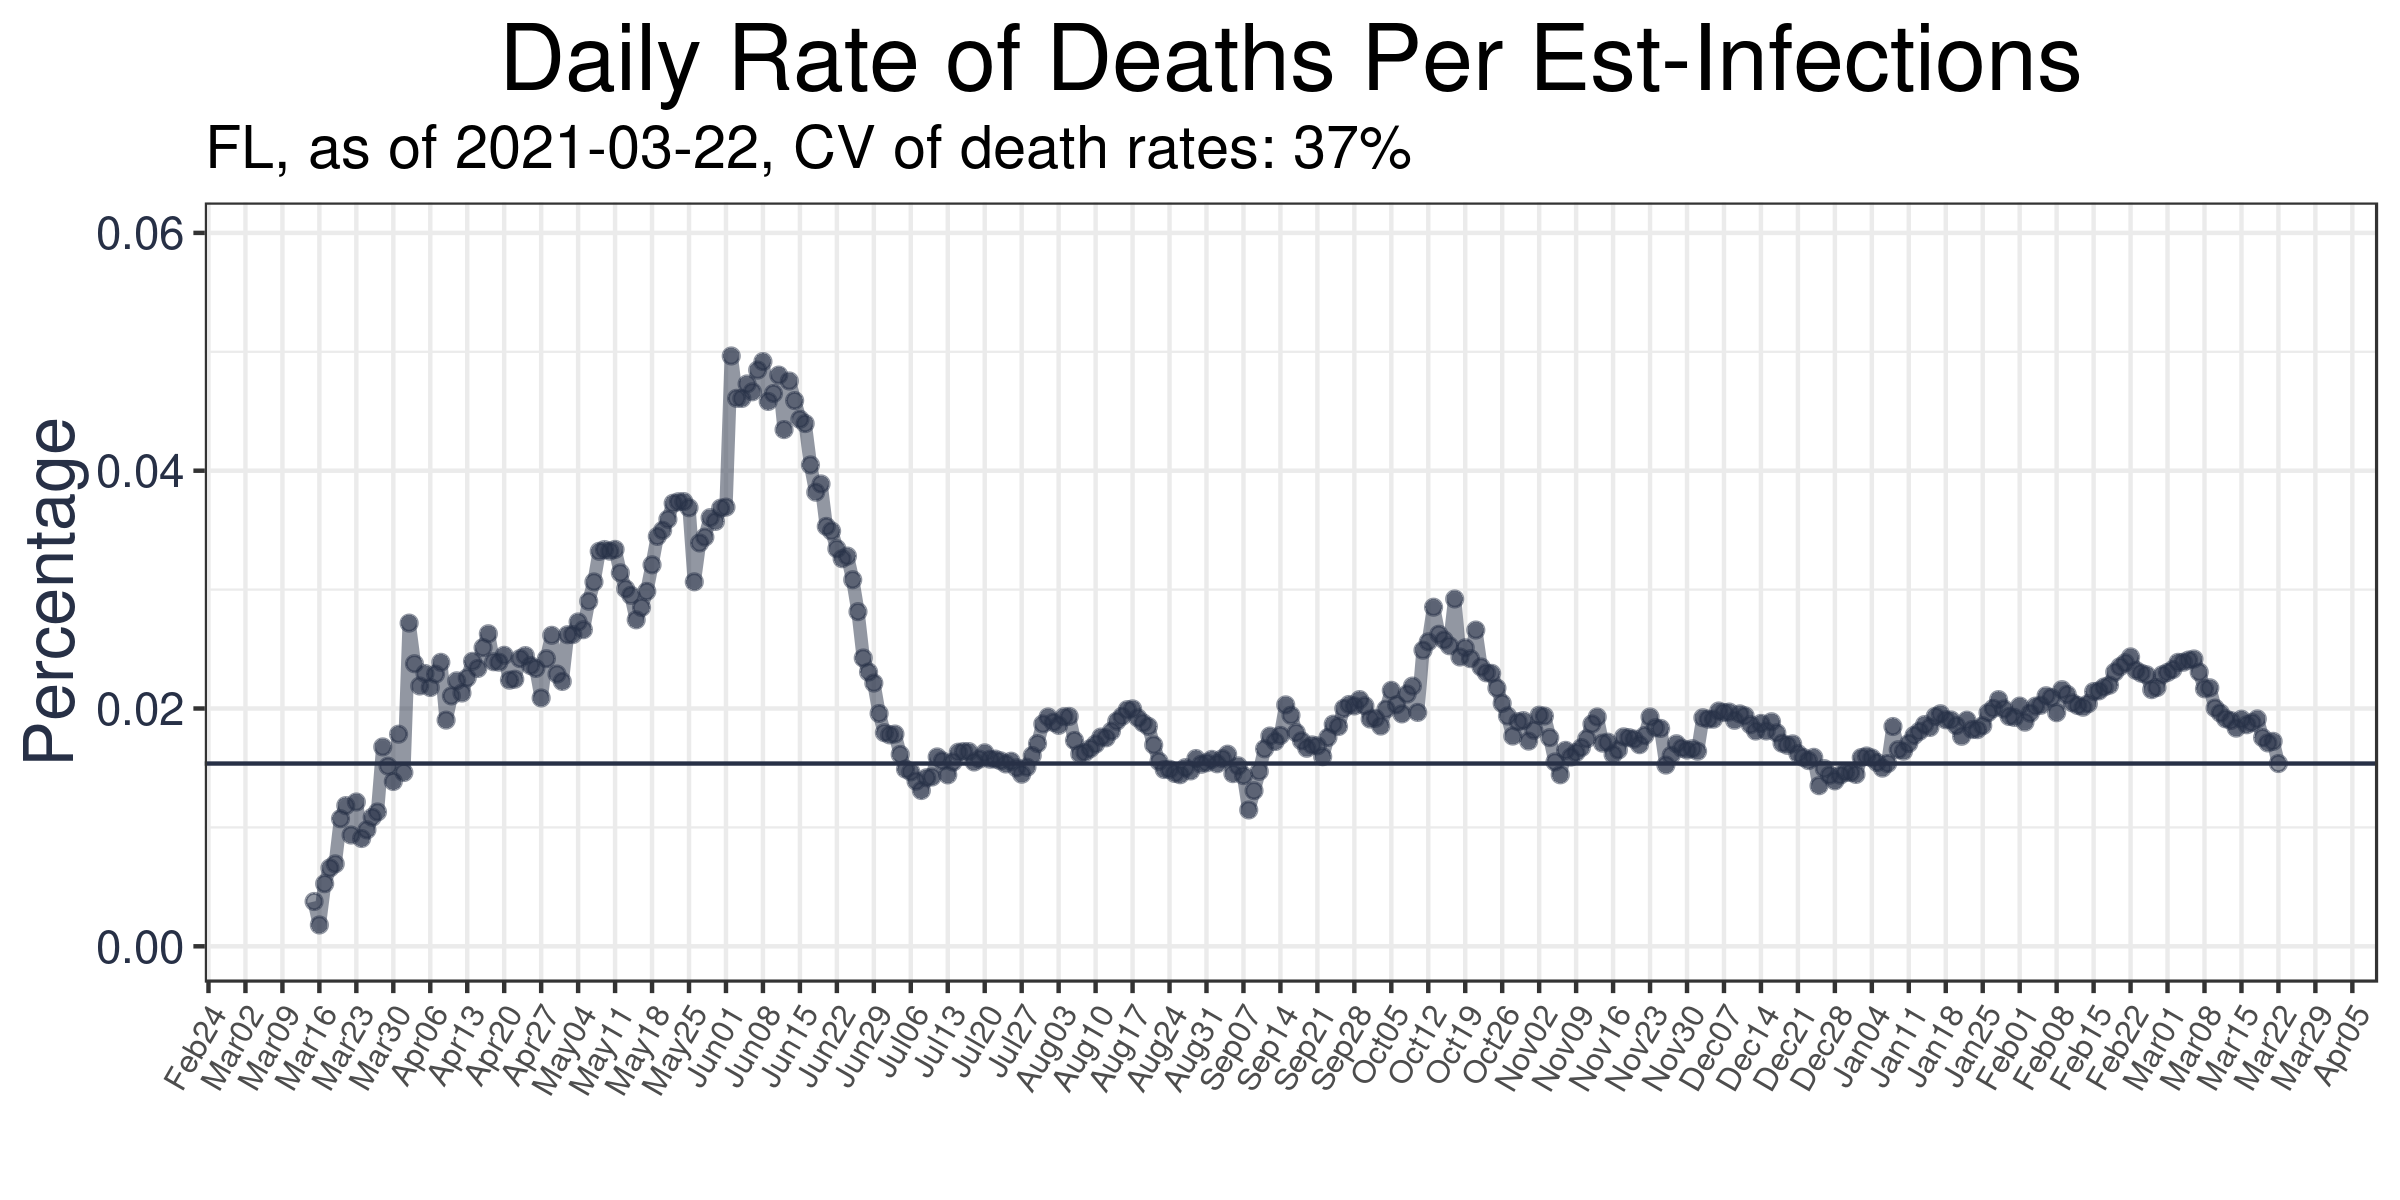 Daily Rate of Deaths Per Est-Infections
FL, as of 2021-03-22, CV of death rates: 37%
Percentage
0.06
0.04
0.02
0.00
Feb24
Mar02
Mar09
Mar16
Mar23
Mar30
Apr06
Apr13
Apr20
Apr27
May04
May11
May18
May25
Jun01
Jun08
Jun15
Jun22
Jun29
Jul06
Jul13
Jul20
Jul27
Aug03
Aug10
Aug17
Aug24
Aug31
Sep07
Sep14
Sep21
Sep28
Oct05
Oct12
Oct19
Oct26
Nov02
Nov09
Nov16
Nov23
Nov30
Dec07
Dec14
Dec21
Dec28
Jan04
Jan11
Jan18
Jan25
Feb01
Feb08
Feb15
Feb22
Mar01
Mar08
Mar15
Mar22
Mar29
Apr05